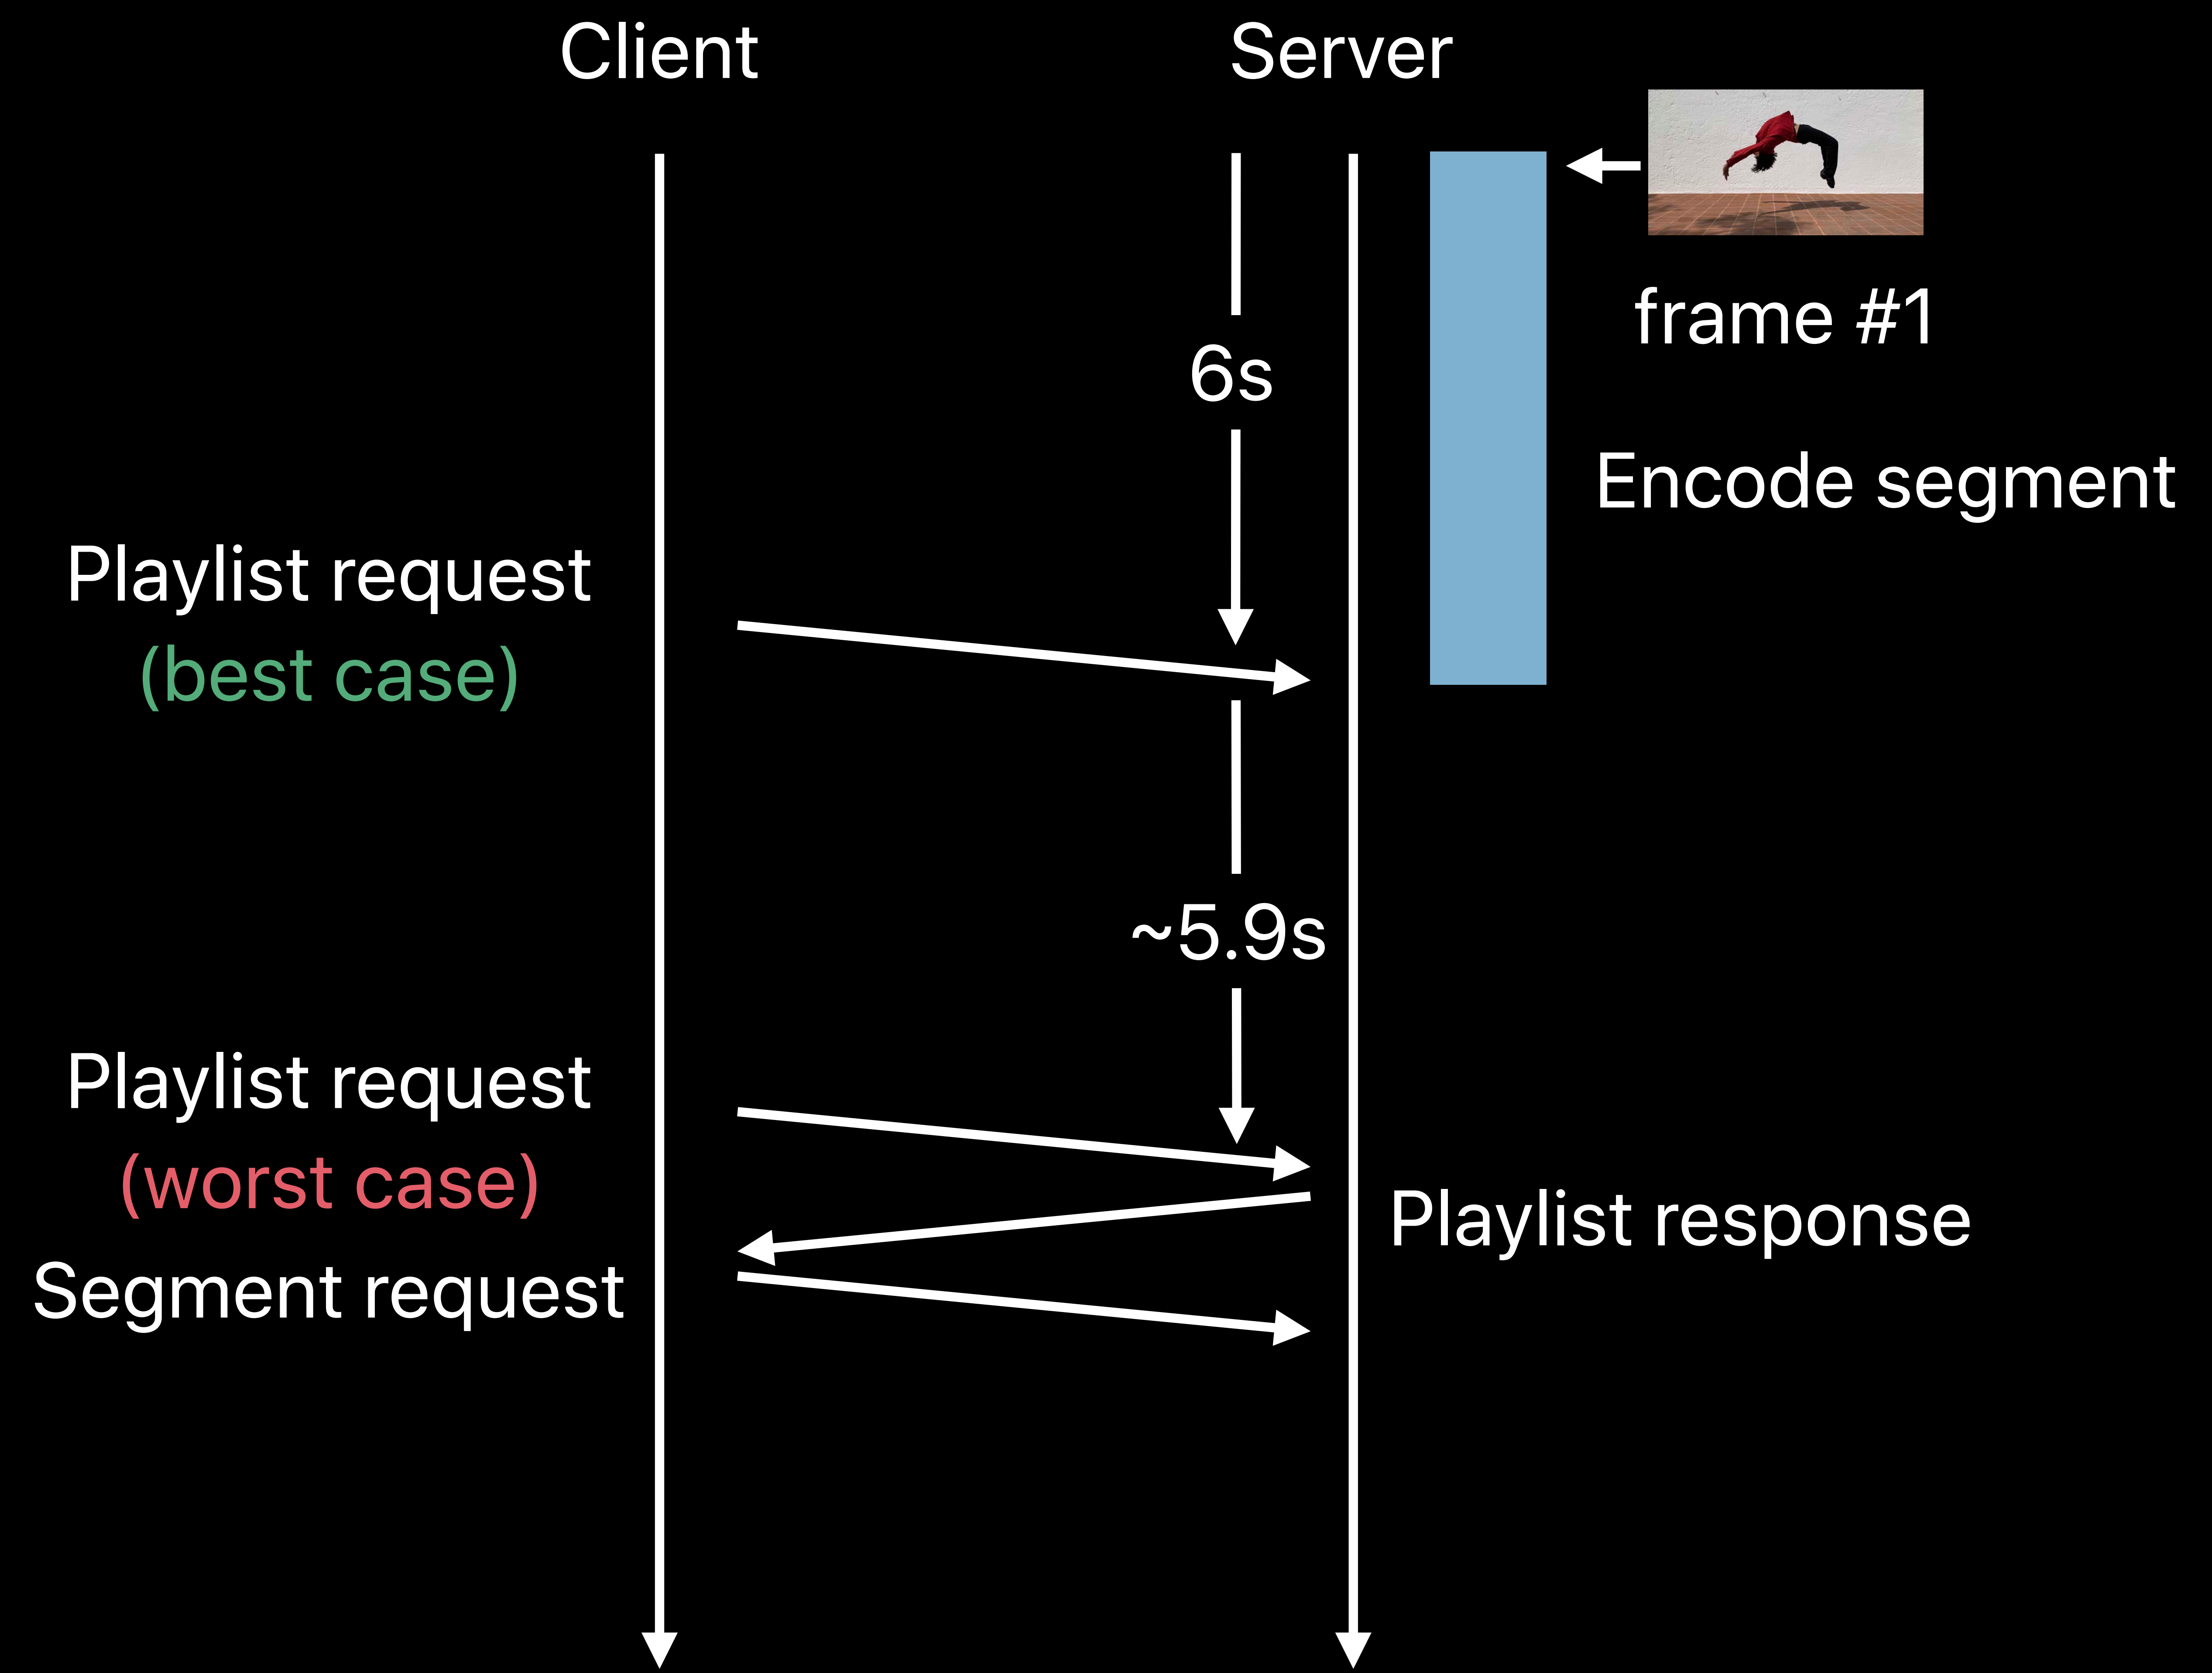 Client
Server
frame #1
6s
Encode segment
Playlist request
(best case)
~5.9s
Playlist request
(worst case)
Playlist response
Segment request